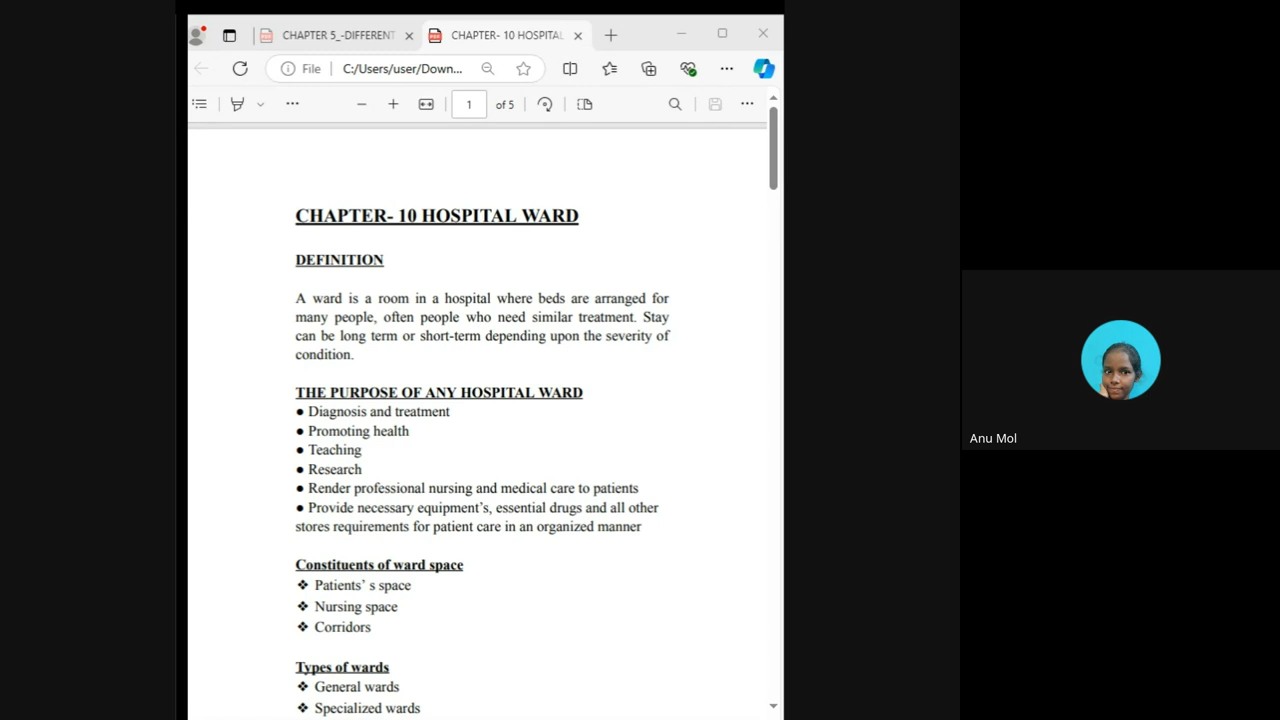 CHAPTER 5_-DIFFERENT
CHAPTER- 10 HOSPITAL
File
C:/Users/user/Down...
1 of 5
CHAPTER- 10 HOSPITAL WARD
DEFINITION
A ward is a room in a hospital where beds are arranged for
many people, often people who need similar treatment. Stay
can be long term or short-term depending upon the severity of
condition.
THE PURPOSE OF ANY HOSPITAL WARD
● Diagnosis and treatment
● Promoting health
● Teaching
● Research
● Render professional nursing and medical care to patients
● Provide necessary equipment’s, essential drugs and all other
stores requirements for patient care in an organized manner
Constituents of ward space
❖ Patients’ s space
❖ Nursing space
❖ Corridors
Types of wards
❖ General wards
❖ Specialized wards
Anu Mol